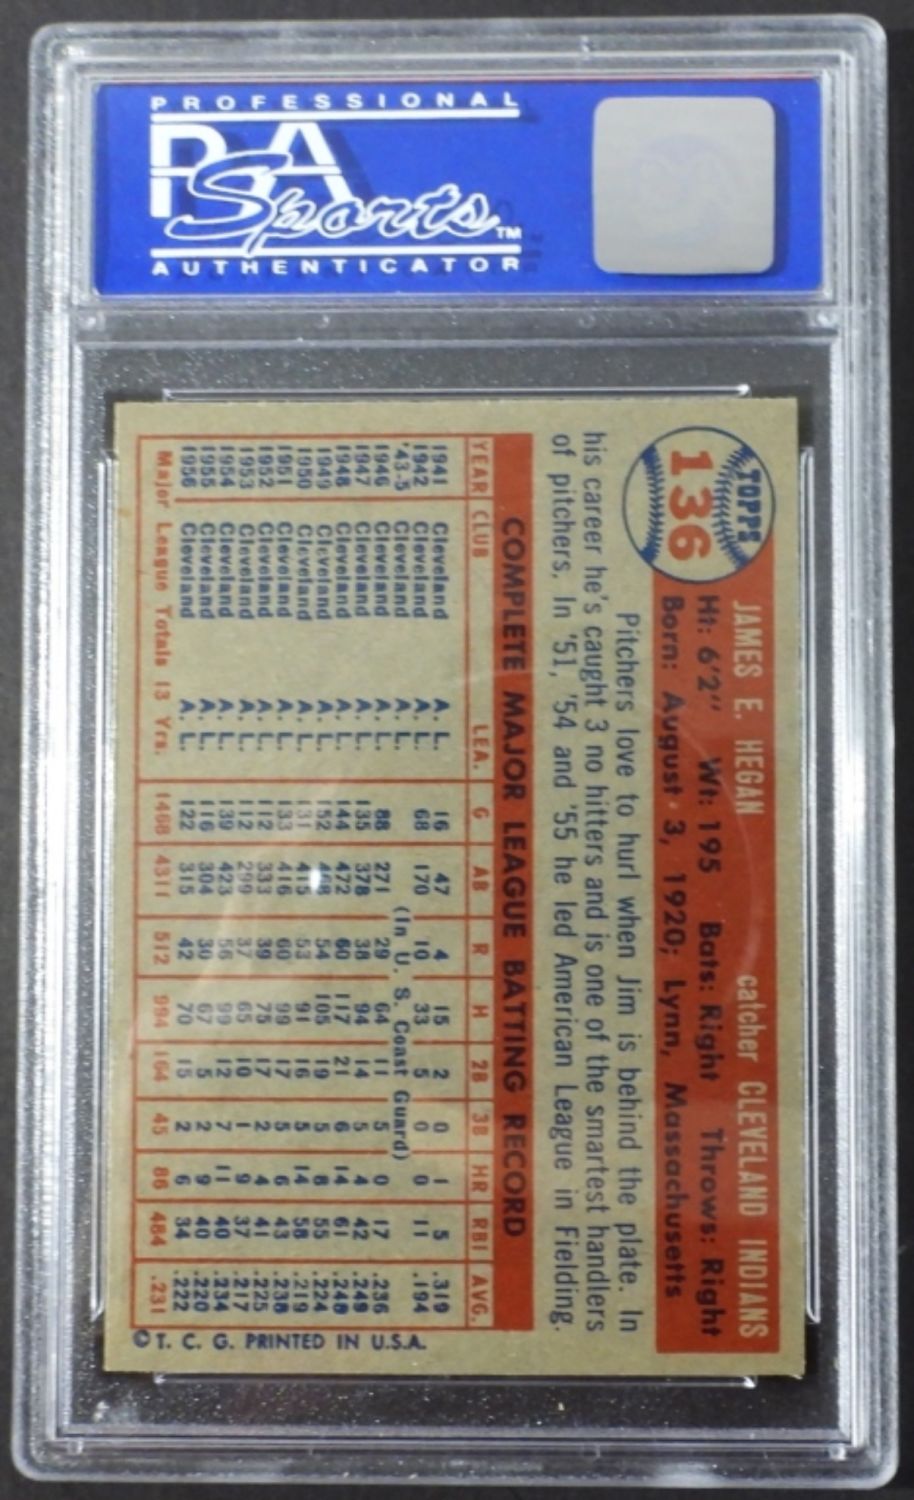 PROFESSIONAL
PSA
Sports™
AUTHENTICATOR
TOPPS
136
JAMES E. HEGAN catcher CLEVELAND INDIANS
Ht: 6'2" Wt: 195 Bats: Right Throws: Right
Born: August 3, 1920; Lynn, Massachusetts
Pitchers love to hurl when Jim is behind the plate. In
his career he's caught 3 no hitters and is one of the smartest handlers
of pitchers. In '51, '54 and '55 he led American League in Fielding.
COMPLETE MAJOR LEAGUE BATTING RECORD
YEAR CLUB LEA. G AB R H 2B 3B HR RBI AVG.
1941 Cleveland A. L. 16 47 4 15 2 0 1 5 .319
1942 Cleveland A. L. 68 170 10 33 5 0 0 11 .194
'43-5 Cleveland A. L. (In U. S. Coast Guard)
1946 Cleveland A. L. 88 271 29 64 11 5 0 17 .236
1947 Cleveland A. L. 135 378 38 94 14 5 4 42 .249
1948 Cleveland A. L. 144 472 60 117 21 6 14 61 .248
1949 Cleveland A. L. 152 468 54 105 19 5 8 55 .224
1950 Cleveland A. L. 131 415 53 91 16 5 14 58 .219
1951 Cleveland A. L. 133 416 60 99 17 5 6 43 .238
1952 Cleveland A. L. 112 333 39 75 17 2 4 41 .225
1953 Cleveland A. L. 112 299 37 65 10 1 9 37 .217
1954 Cleveland A. L. 139 423 56 99 12 7 11 40 .234
1955 Cleveland A. L. 116 304 30 67 5 2 9 40 .220
1956 Cleveland A. L. 122 315 42 70 15 2 6 34 .222
Major League Totals 13 Yrs. 1468 4311 512 994 164 45 86 484 .231
© T. C. G. PRINTED IN U.S.A.